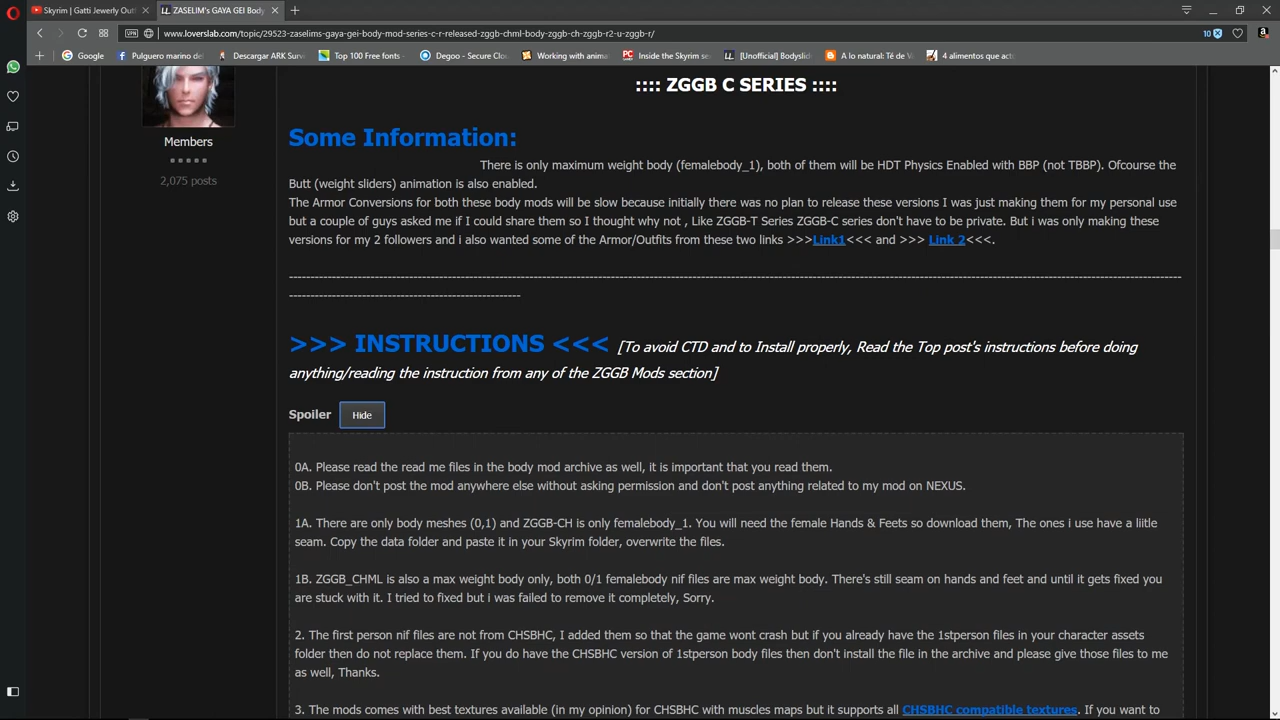 Skyrim | Gatti Jewerly Out
ZASELIM's GAYA GEI Body
www.loverslab.com/topic/29523-zaselims-gaya-gei-body-mod-series-c-r-released-zggb-chml-body-zggb-ch-zggb-r2-u-zggb-r/
VPN
10
Google
Pulguero marino del
Descargar ARK Surv
Top 100 Free fonts -
Degoo - Secure Clo
Working with anim
Inside the Skyrim se
[Unofficial] Bodyslid
A lo natural: Té de V
4 alimentos que act
:::: ZGGB C SERIES ::::
Members
2,075 posts
Some Information:
There is only maximum weight body (femalebody_1), both of them will be HDT Physics Enabled with BBP (not TBBP). Ofcourse the
Butt (weight sliders) animation is also enabled.
The Armor Conversions for both these body mods will be slow because initially there was no plan to release these versions I was just making them for my personal use
but a couple of guys asked me if I could share them so I thought why not , Like ZGGB-T Series ZGGB-C series don't have to be private. But i was only making these
versions for my 2 followers and i also wanted some of the Armor/Outfits from these two links >>>Link1<<< and >>> Link 2<<<.
>>> INSTRUCTIONS <<< [To avoid CTD and to Install properly, Read the Top post's instructions before doing
anything/reading the instruction from any of the ZGGB Mods section]
Spoiler Hide
0A. Please read the read me files in the body mod archive as well, it is important that you read them.
0B. Please don't post the mod anywhere else without asking permission and don't post anything related to my mod on NEXUS.
1A. There are only body meshes (0,1) and ZGGB-CH is only femalebody_1. You will need the female Hands & Feets so download them, The ones i use have a liitle
seam. Copy the data folder and paste it in your Skyrim folder, overwrite the files.
1B. ZGGB_CHML is also a max weight body only, both 0/1 femalebody nif files are max weight body. There's still seam on hands and feet and until it gets fixed you
are stuck with it. I tried to fixed but i was failed to remove it completely, Sorry.
2. The first person nif files are not from CHSBHC, I added them so that the game wont crash but if you already have the 1stperson files in your character assets
folder then do not replace them. If you do have the CHSBHC version of 1stperson body files then don't install the file in the archive and please give those files to me
as well, Thanks.
3. The mods comes with best textures available (in my opinion) for CHSBHC with muscles maps but it supports all CHSBHC compatible textures. If you want to